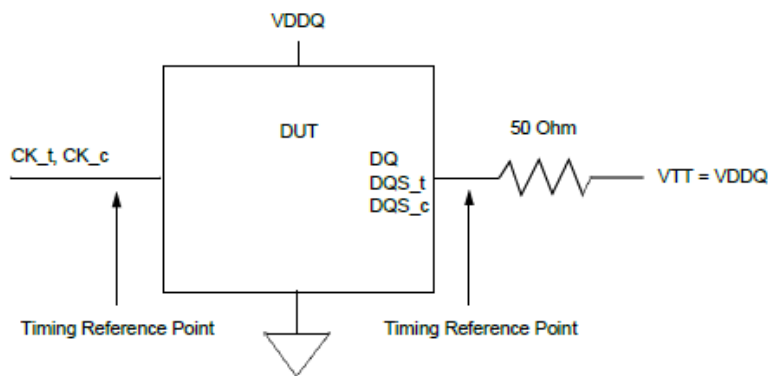 VDDQ
DUT
50 Ohm
CK_t, CK_c
DQ
DQS_t
DQS_c
VTT = VDDQ
Timing Reference Point
Timing Reference Point